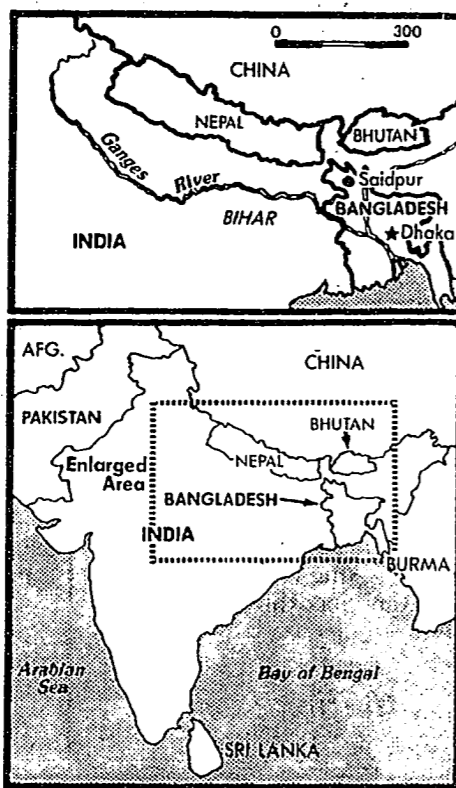 0 300
CHINA
NEPAL
BHUTAN
Ganges
River
Saidpur
BIHAR
BANGLADESH
Dhaka
INDIA
AFG.
CHINA
PAKISTAN
BHUTAN
Enlarged
Area
NEPAL
BANGLADESH
INDIA
BURMA
Arabian
Sea
Bay of Bengal
SRI LANKA